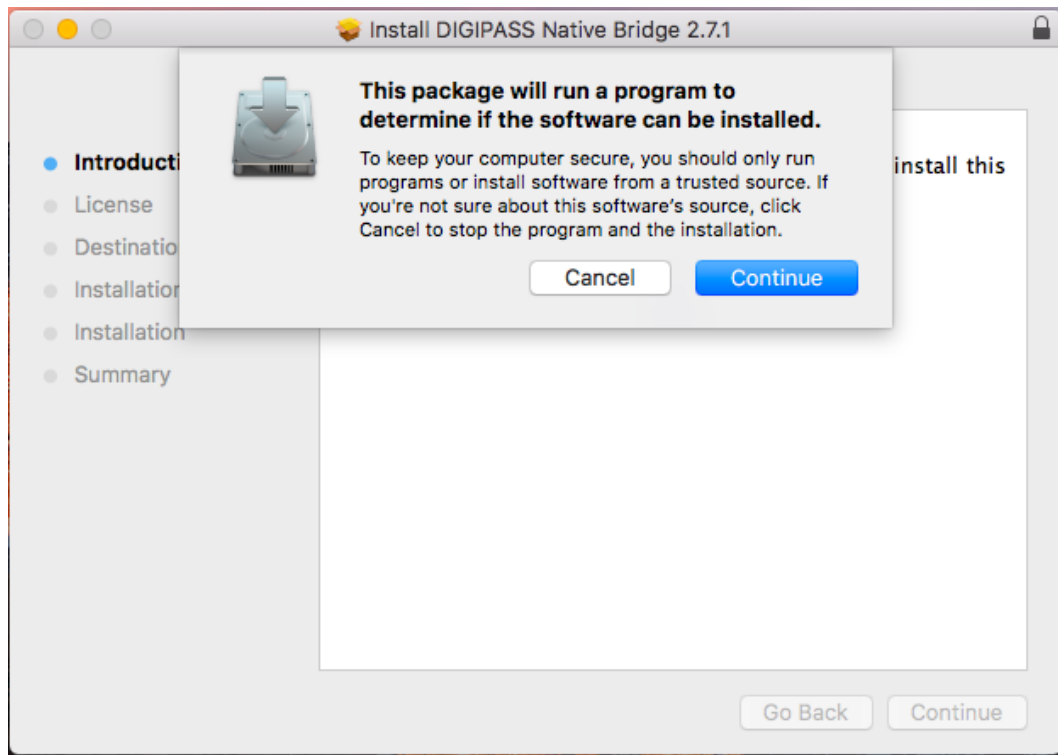 Install DIGIPASS Native Bridge 2.7.1
This package will run a program to
determine if the software can be installed.
To keep your computer secure, you should only run
programs or install software from a trusted source. If
you're not sure about this software's source, click
Cancel to stop the program and the installation.
Cancel
Continue
Introducti
License
Destinatio
Installation
Installation
Summary
install this
Go Back
Continue